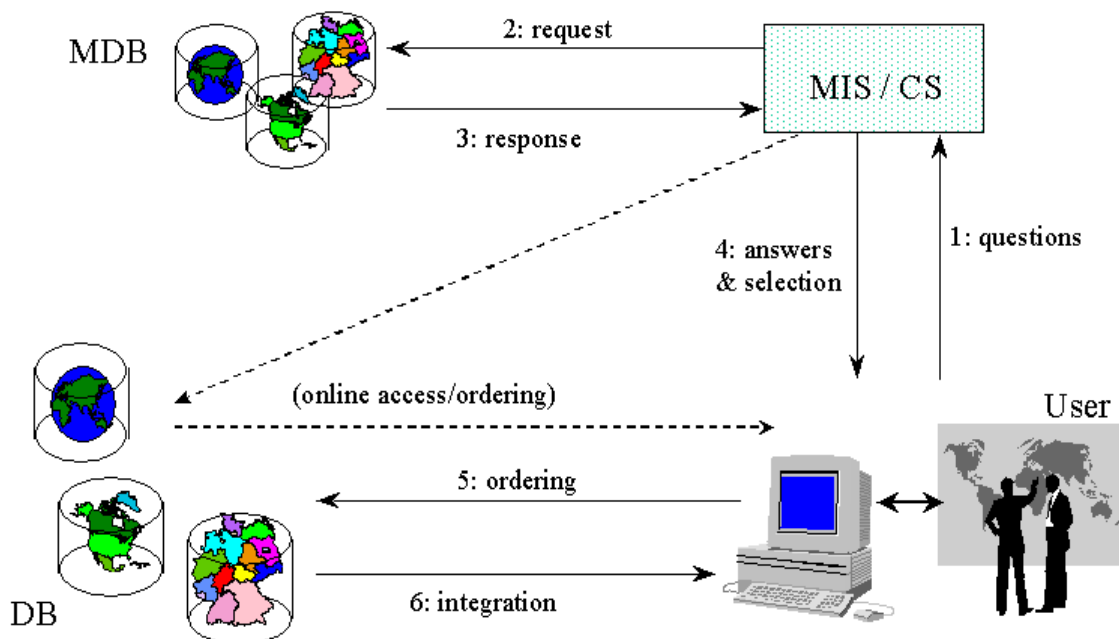 2: request
MDB
MIS / CS
3: response
4: answers
& selection
1: questions
(online access/ordering)
User
5: ordering
DB
6: integration